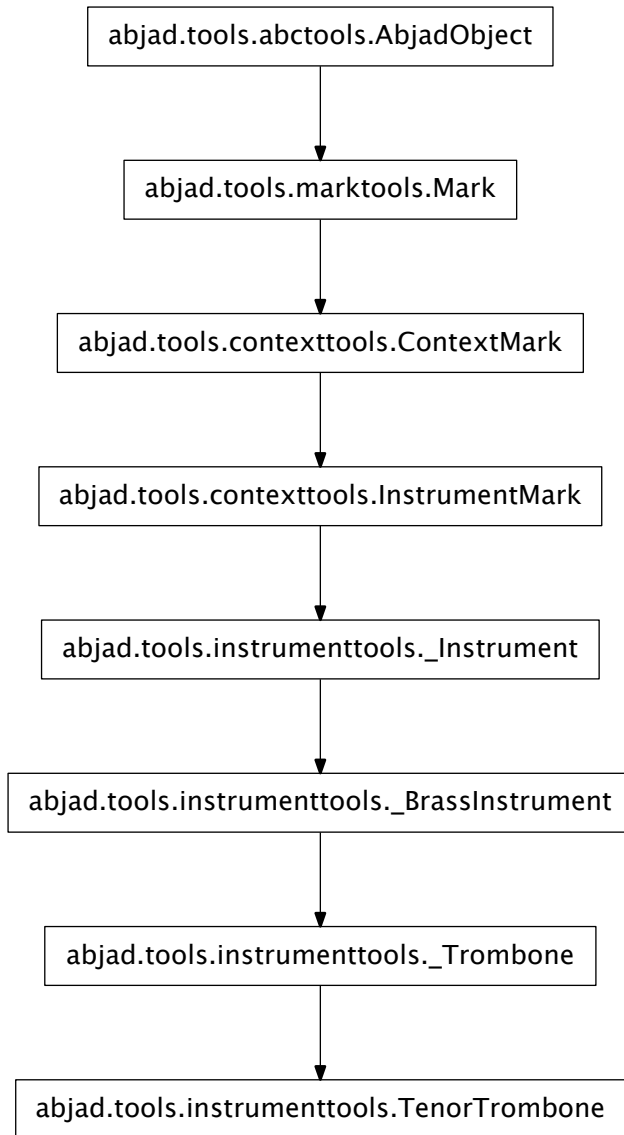 abjad.tools.abctools.AbjadObject
abjad.tools.marktools.Mark
abjad.tools.contexttools.ContextMark
abjad.tools.contexttools.InstrumentMark
abjad.tools.instrumenttools._Instrument
abjad.tools.instrumenttools._BrassInstrument
abjad.tools.instrumenttools._Trombone
abjad.tools.instrumenttools.TenorTrombone